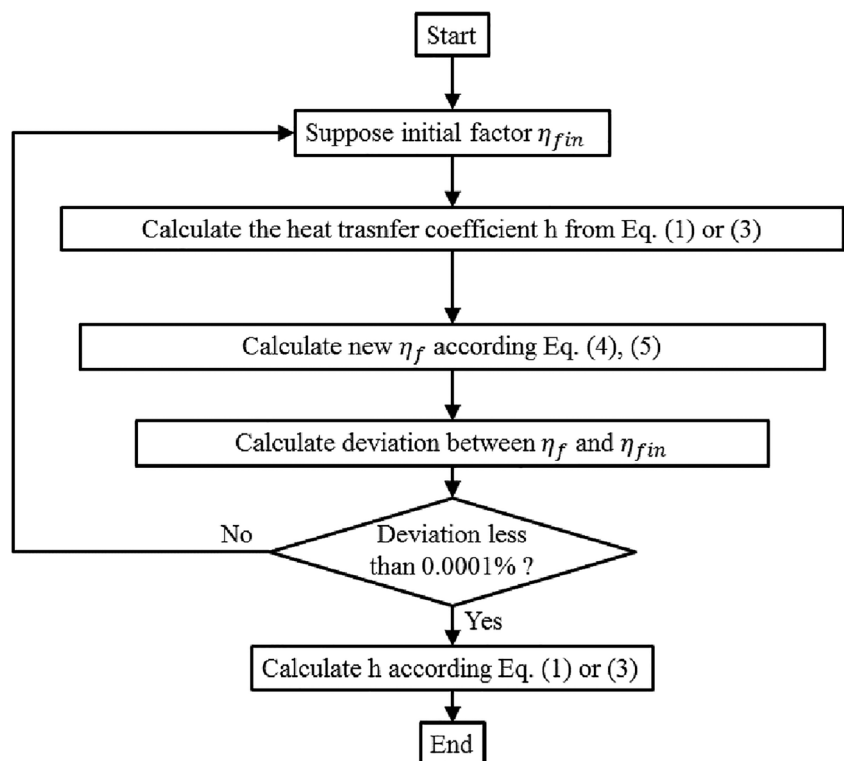 Start
Suppose initial factor η_fin
Calculate the heat trasnfer coefficient h from Eq. (1) or (3)
Calculate new η_f according Eq. (4), (5)
Calculate deviation between η_f and η_fin
No
Deviation less
than 0.0001% ?
Yes
Calculate h according Eq. (1) or (3)
End